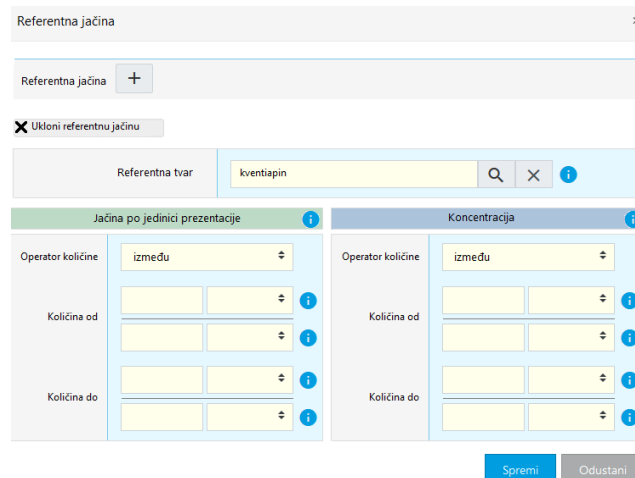 Referentna jačina
Referentna jačina +
Ukloni referentnu jačinu
Referentna tvar kventiapin
Jačina po jedinici prezentacije
Koncentracija
Operator količine između
Operator količine između
Količina od
Količina od
Količina do
Količina do
Spremi Odustani